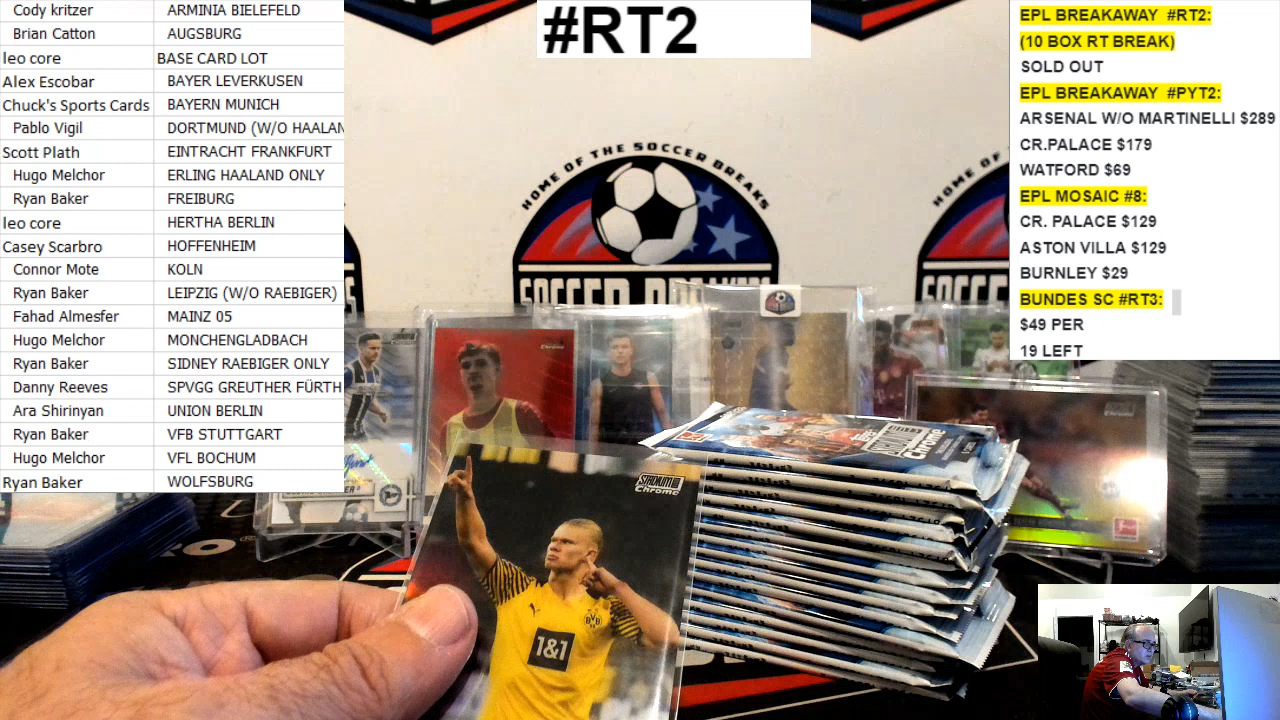 #RT2
Cody kritzer ARMINIA BIELEFELD
Brian Catton AUGSBURG
leo core BASE CARD LOT
Alex Escobar BAYER LEVERKUSEN
Chuck's Sports Cards BAYERN MUNICH
Pablo Vigil DORTMUND (W/O HAALAN
Scott Plath EINTRACHT FRANKFURT
Hugo Melchor ERLING HAALAND ONLY
Ryan Baker FREIBURG
leo core HERTHA BERLIN
Casey Scarbro HOFFENHEIM
Connor Mote KOLN
Ryan Baker LEIPZIG (W/O RAEBIGER)
Fahad Almesfer MAINZ 05
Hugo Melchor MONCHENGLADBACH
Ryan Baker SIDNEY RAEBIGER ONLY
Danny Reeves SPVGG GREUTHER FÜRTH
Ara Shirinyan UNION BERLIN
Ryan Baker VFB STUTTGART
Hugo Melchor VFL BOCHUM
Ryan Baker WOLFSBURG
EPL BREAKAWAY #RT2:
(10 BOX RT BREAK)
SOLD OUT
EPL BREAKAWAY #PYT2:
ARSENAL W/O MARTINELLI $289
CR.PALACE $179
WATFORD $69
EPL MOSAIC #8:
CR. PALACE $129
ASTON VILLA $129
BURNLEY $29
BUNDES SC #RT3:
$49 PER
19 LEFT
HOME OF THE SOCCER BREAKS
SOCCER BREAKERS
STADIUM
Chrome
BVB
09
1&1
STADIUM
Chrome